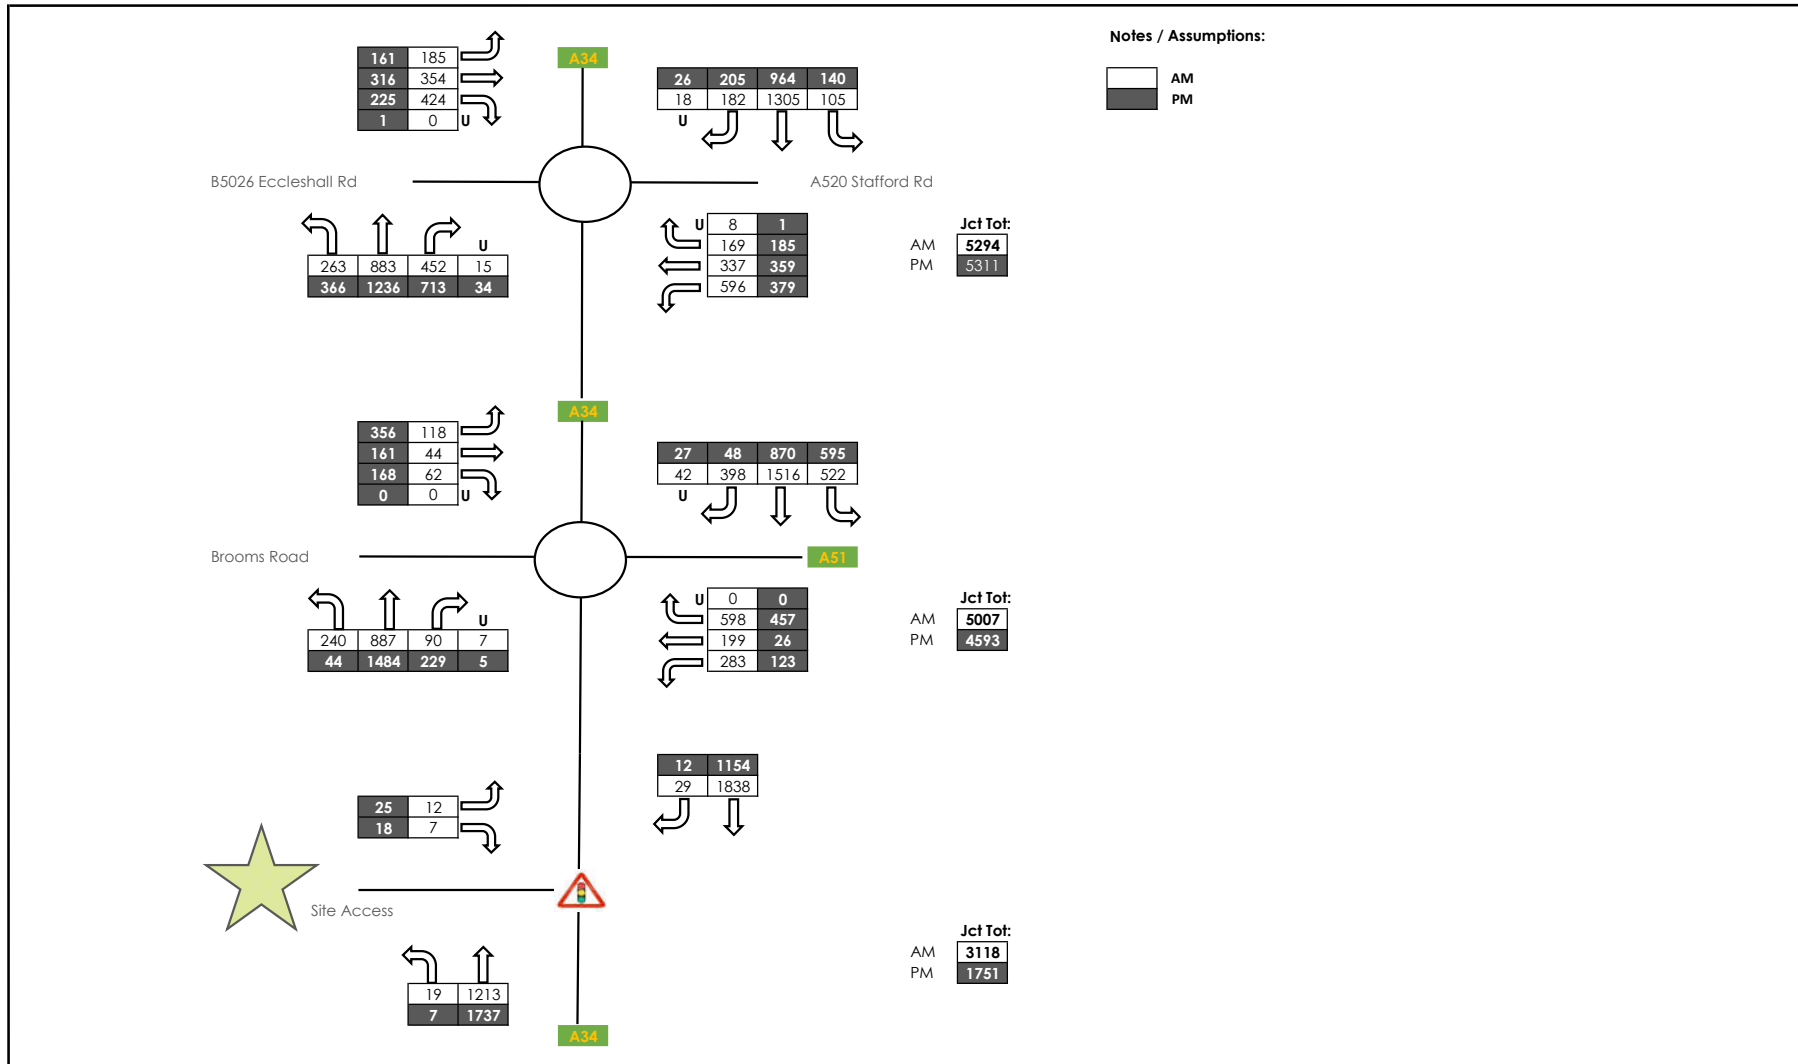 Notes / Assumptions:
AM
PM
161 185
316 354
225 424
1 0 U
A34
26 205 964 140
18 182 1305 105
U
B5026 Eccleshall Rd
A520 Stafford Rd
U
263 883 452 15
366 1236 713 34
U 8 1
169 185
337 359
596 379
Jct Tot:
AM 5294
PM 5311
A34
356 118
161 44
168 62
0 0 U
27 48 870 595
42 398 1516 522
U
Brooms Road
A51
U
240 887 90 7
44 1484 229 5
U 0 0
598 457
199 26
283 123
Jct Tot:
AM 5007
PM 4593
12 1154
29 1838
25 12
18 7
Site Access
19 1213
7 1737
Jct Tot:
AM 3118
PM 1751
A34